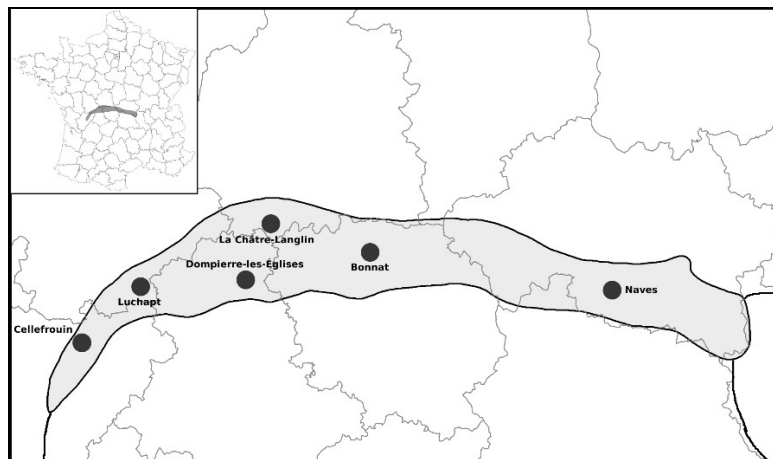 La Châtre-Langlin
Dompierre-les-Églises
Bonnat
Luchapt
Naves
Cellefrouin